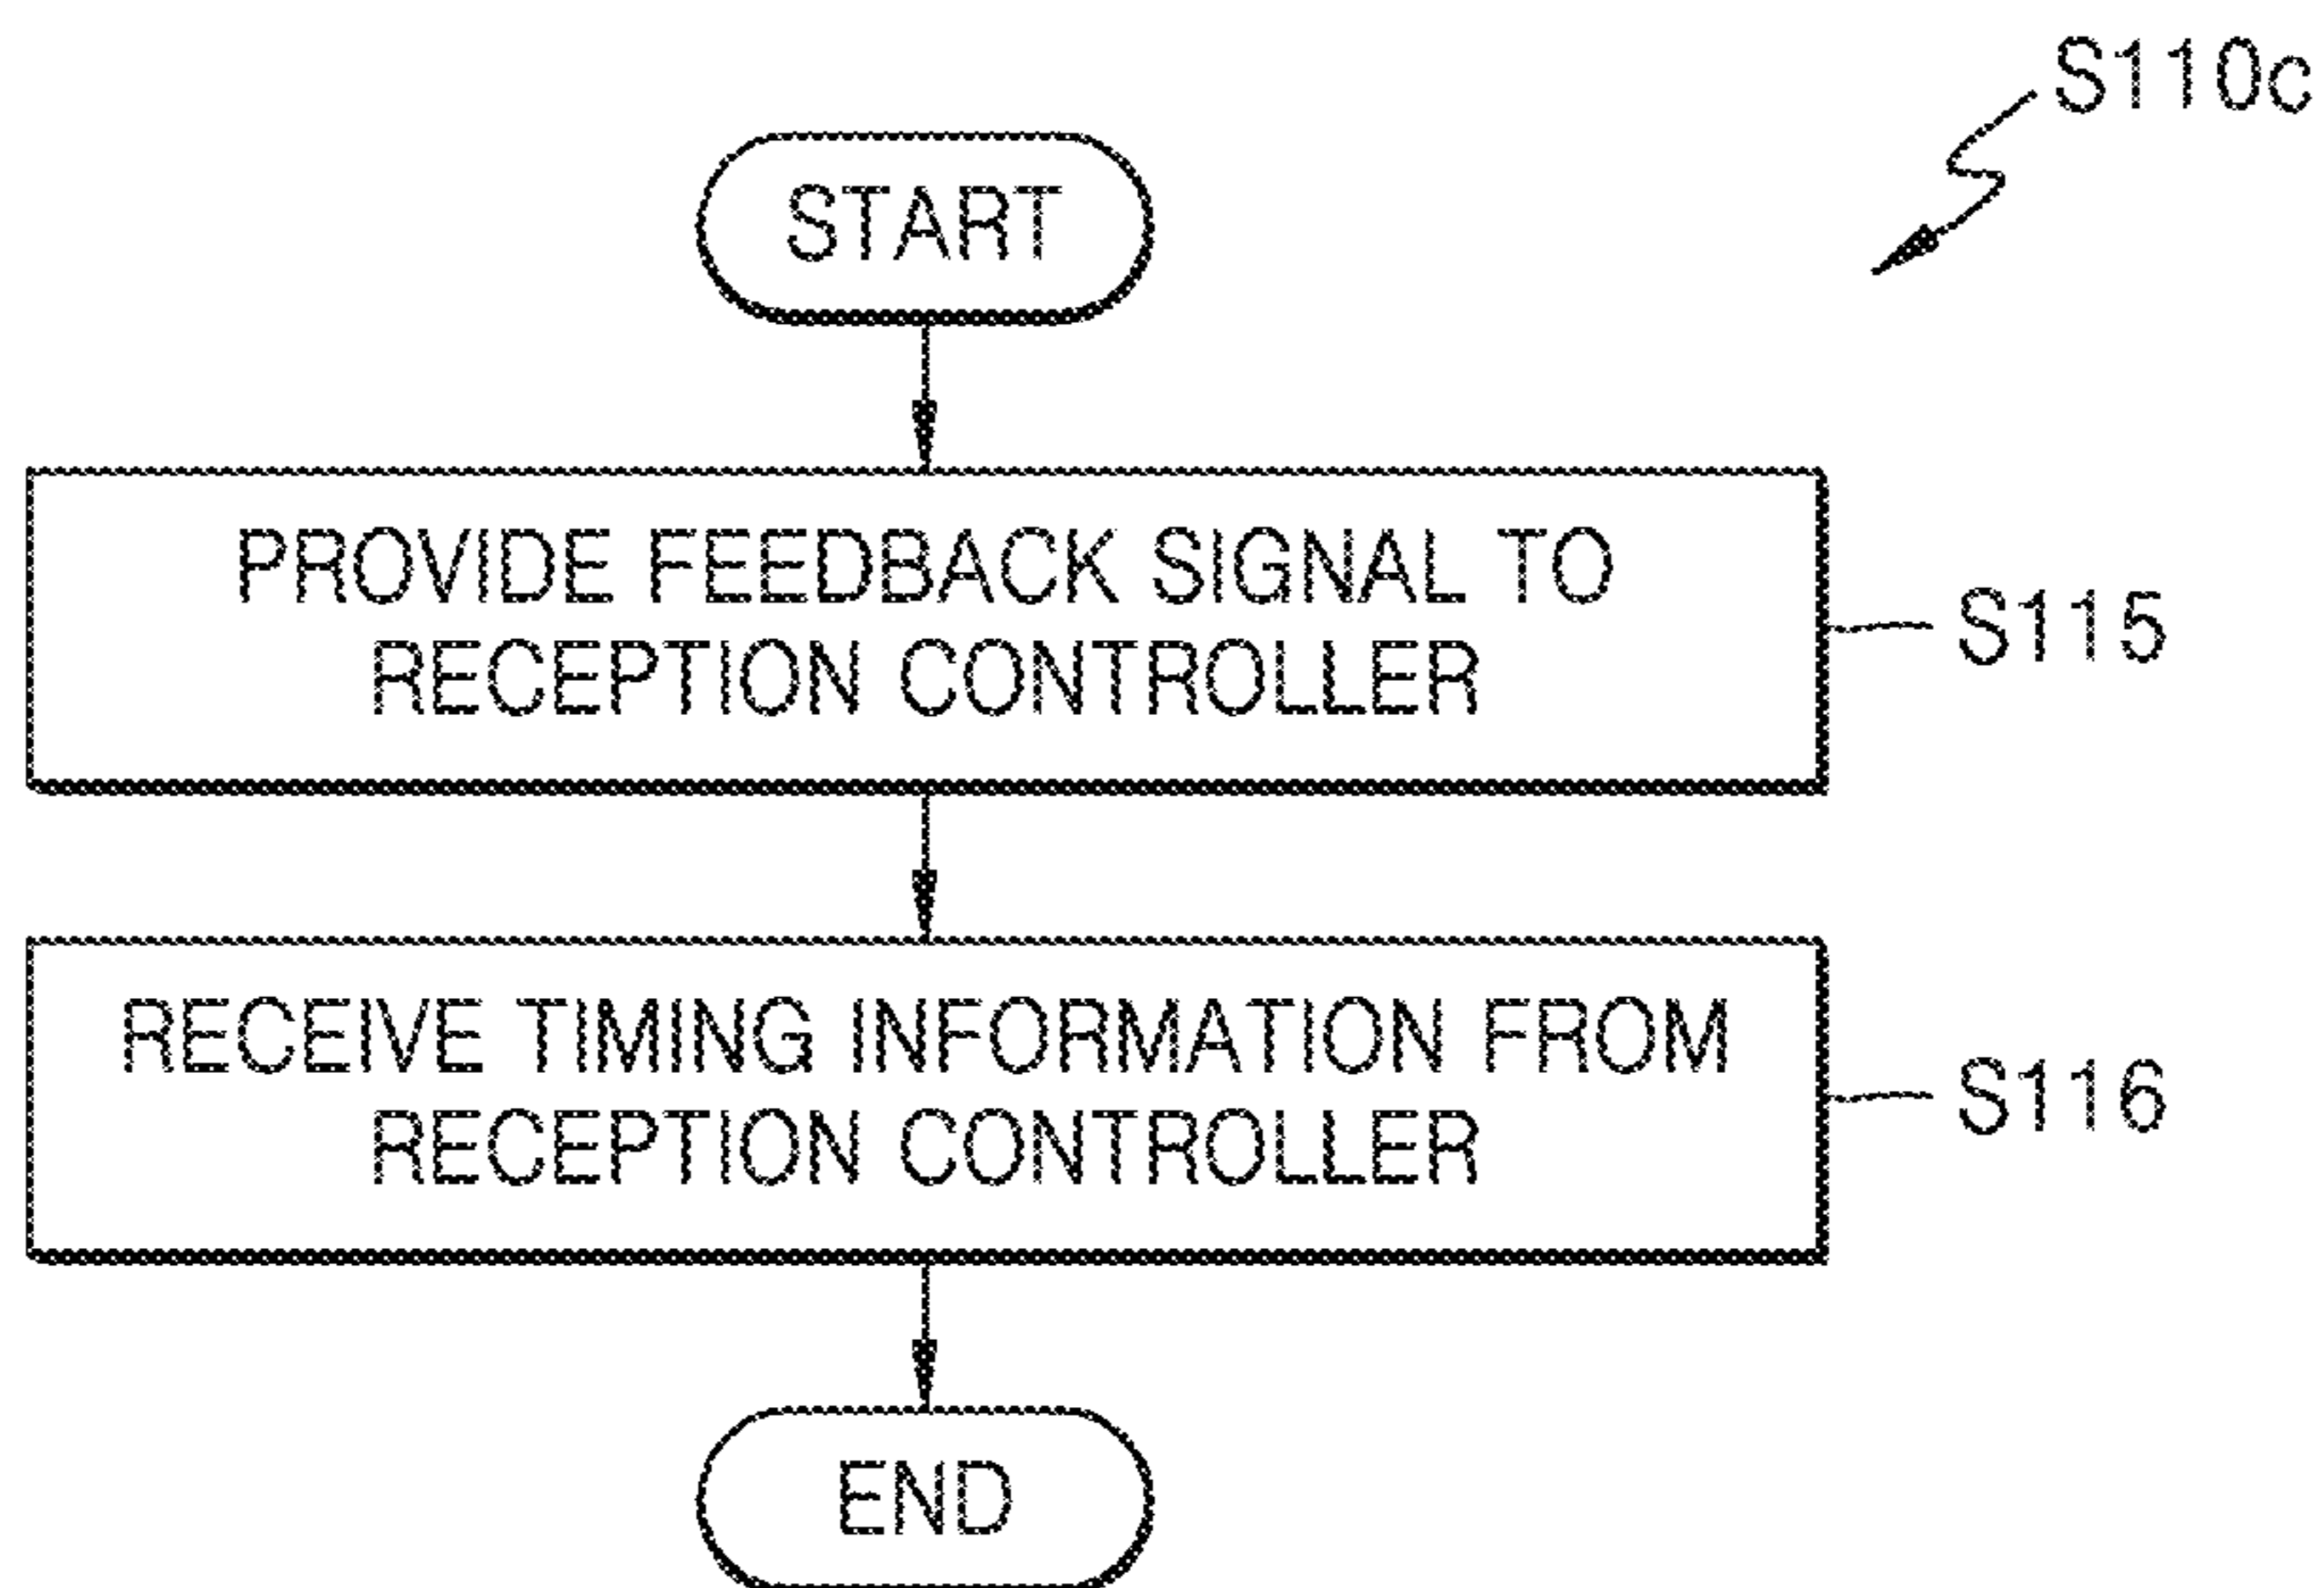 S110c
START
PROVIDE FEEDBACK SIGNAL TO
RECEPTION CONTROLLER
S115
RECEIVE TIMING INFORMATION FROM
RECEPTION CONTROLLER
S116
END